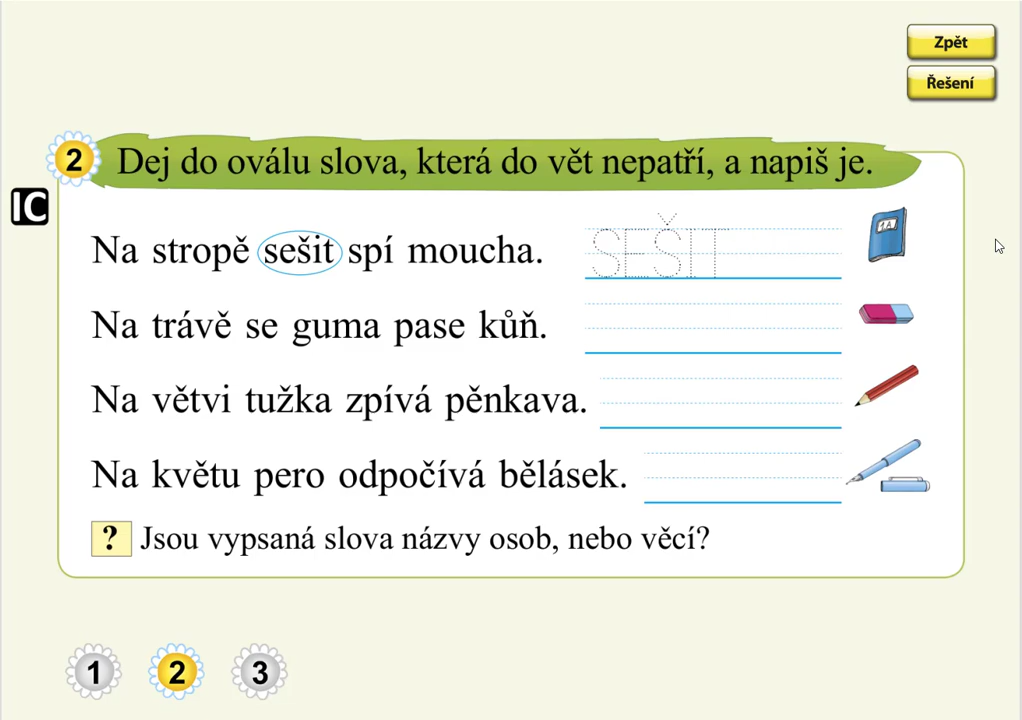 Zpět
Řešení
2 Dej do oválu slova, která do vět nepatří, a napiš je.
IC
Na stropě sešit spí moucha. SEŠIT
1A
Na trávě se guma pase kůň.
Na větvi tužka zpívá pěnkava.
Na květu pero odpočívá bělásek.
? Jsou vypsaná slova názvy osob, nebo věcí?
1 2 3